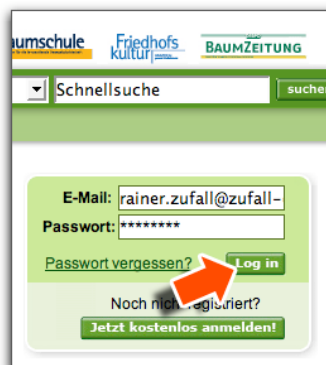 aumschule Friedhofs kultur BAUMZEITUNG
Schnellsuche suche
E-Mail: rainer.zufall@zufall-
Passwort: ********
Passwort vergessen? Log in
Noch nicht registriert?
Jetzt kostenlos anmelden!